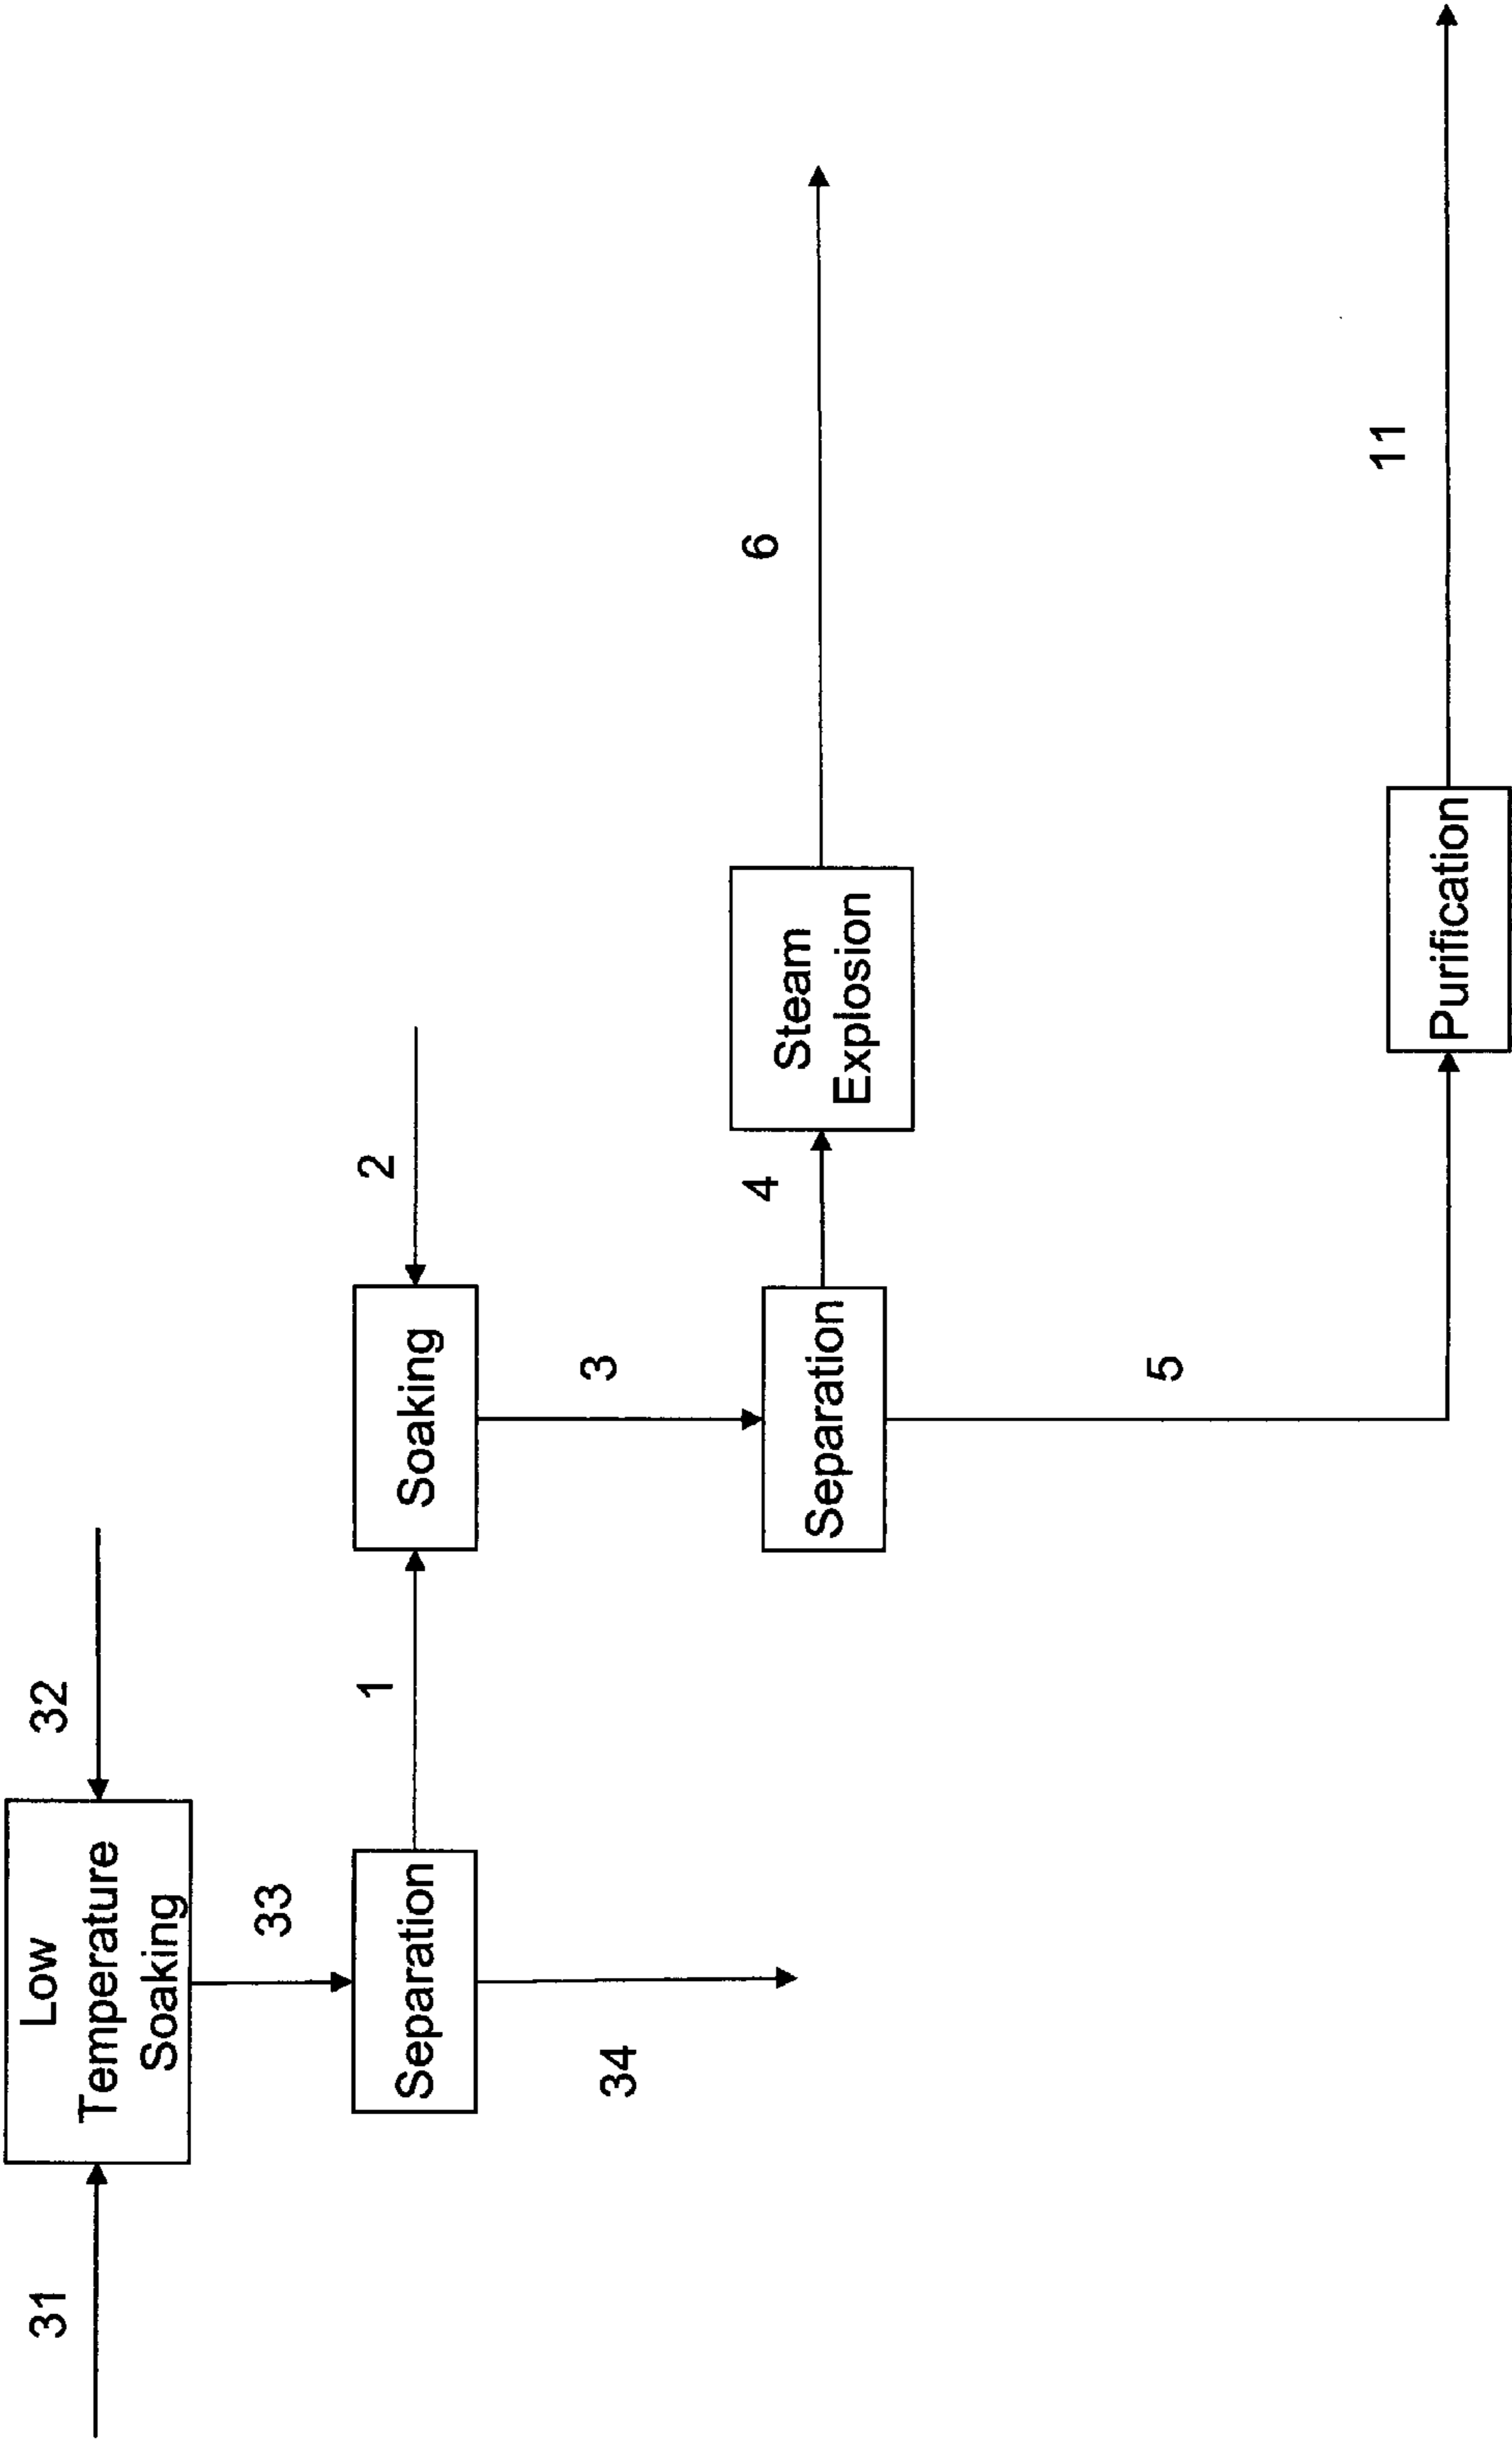 31
Low
Temperature
Soaking
32
33
Separation
34
1
Soaking
2
3
Separation
4
Steam
Explosion
6
5
Purification
11